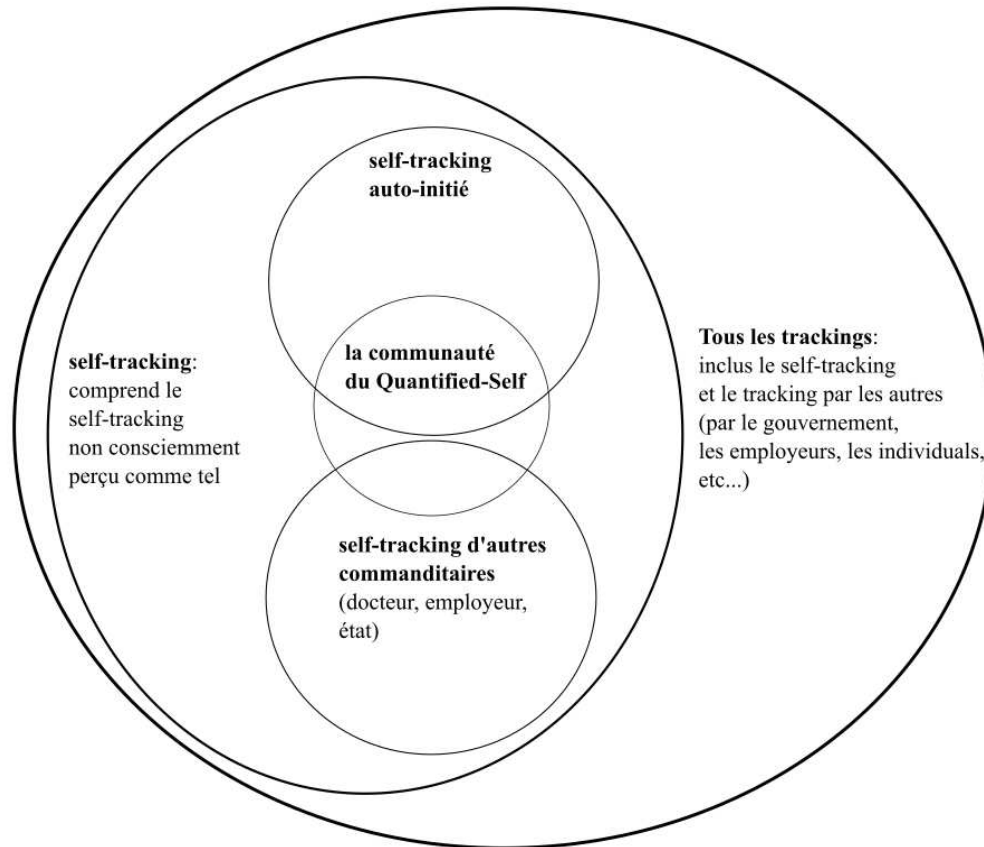 self-tracking
auto-initié
la communauté
du Quantified-Self
self-tracking:
comprend le
self-tracking
non consciemment
perçu comme tel
Tous les trackings:
inclus le self-tracking
et le tracking par les autres
(par le gouvernement,
les employeurs, les individuals,
etc...)
self-tracking d'autres
commanditaires
(docteur, employeur,
état)